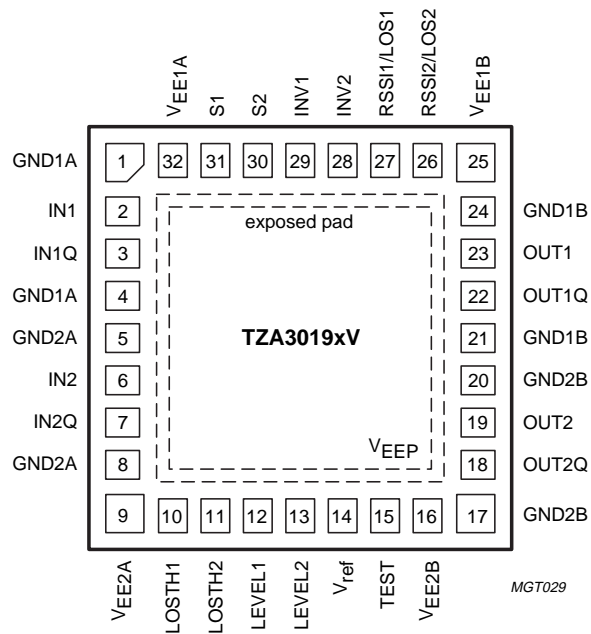 VEE1A
S1
S2
INV1
INV2
RSSI1/LOS1
RSSI2/LOS2
VEE1B
GND1A 1 32 31 30 29 28 27 26 25
IN1 2 exposed pad 24 GND1B
IN1Q 3 23 OUT1
GND1A 4 22 OUT1Q
GND2A 5 TZA3019xV 21 GND1B
IN2 6 20 GND2B
IN2Q 7 19 OUT2
GND2A 8 VEEP 18 OUT2Q
9 10 11 12 13 14 15 16 17 GND2B
VEE2A
LOSTH1
LOSTH2
LEVEL1
LEVEL2
Vref
TEST
VEE2B
MGT029